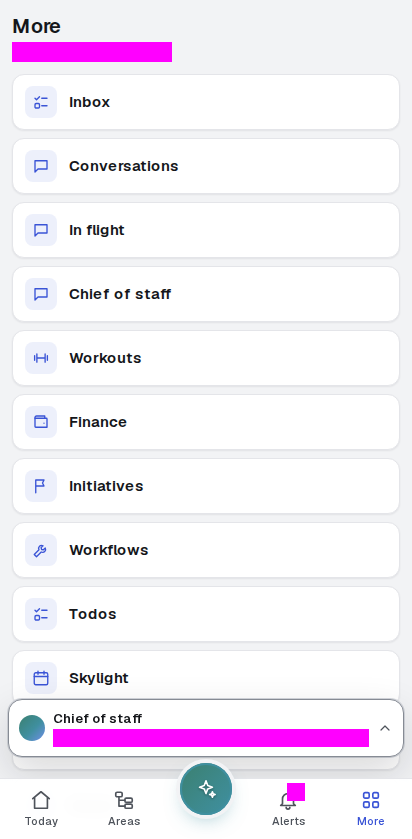 More
Inbox
Conversations
In flight
Chief of staff
Workouts
Finance
Initiatives
Workflows
Todos
Skylight
Chief of staff
Today
Areas
Alerts
More